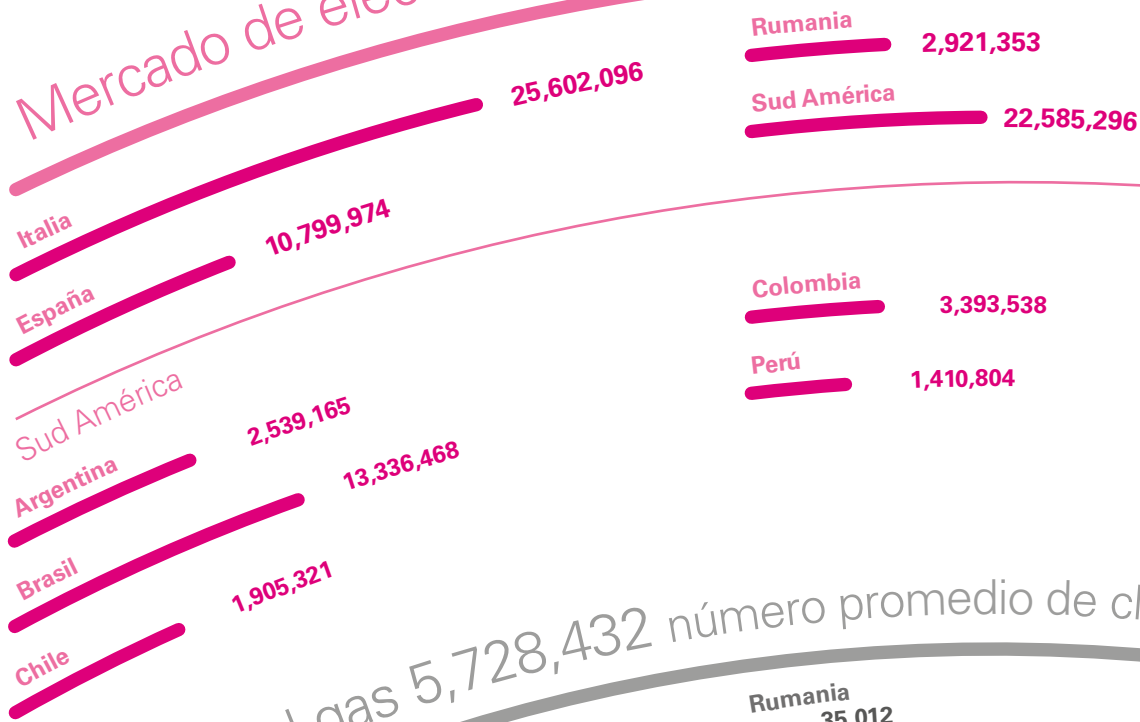 Mercado de
Italia
25,602,096
España
10,799,974
Rumania
2,921,353
Sud América
22,585,296
Sud América
Argentina
2,539,165
Brasil
13,336,468
Chile
1,905,321
Colombia
3,393,538
Perú
1,410,804
gas 5,728,432 número promedio de
Rumania
35,012